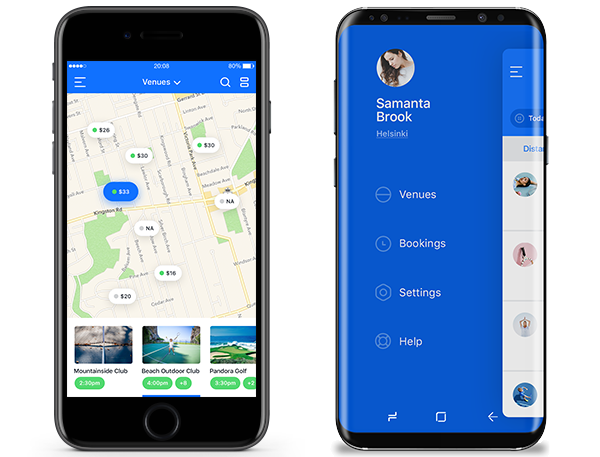 20:08
80%
Venues
$26
$30
$30
$33
NA
NA
$16
$20
Kingston Rd
Mountainside Club
Beach Outdoor Club
Pandora Golf
2:30pm
4:00pm
+8
3:30pm
+2
Samanta
Brook
Helsinki
Venues
Bookings
Settings
Help
Toda
Distan